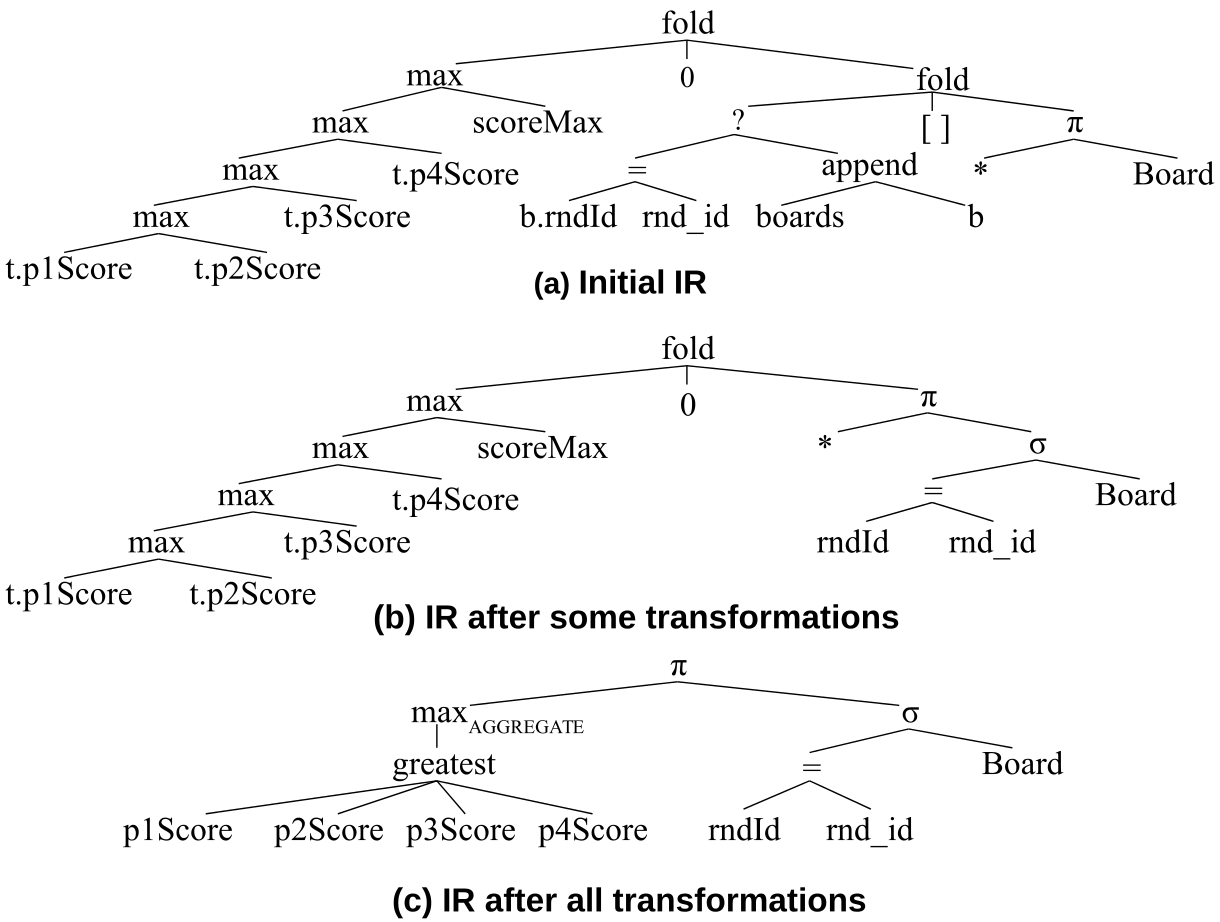 fold
max 0 fold
max scoreMax ? [ ] π
max t.p4Score = append * Board
max t.p3Score b.rndId rnd_id boards b
t.p1Score t.p2Score
(a) Initial IR
fold
max 0 π
max scoreMax * σ
max t.p4Score = Board
max t.p3Score rndId rnd_id
t.p1Score t.p2Score
(b) IR after some transformations
π
max AGGREGATE σ
greatest = Board
p1Score p2Score p3Score p4Score rndId rnd_id
(c) IR after all transformations